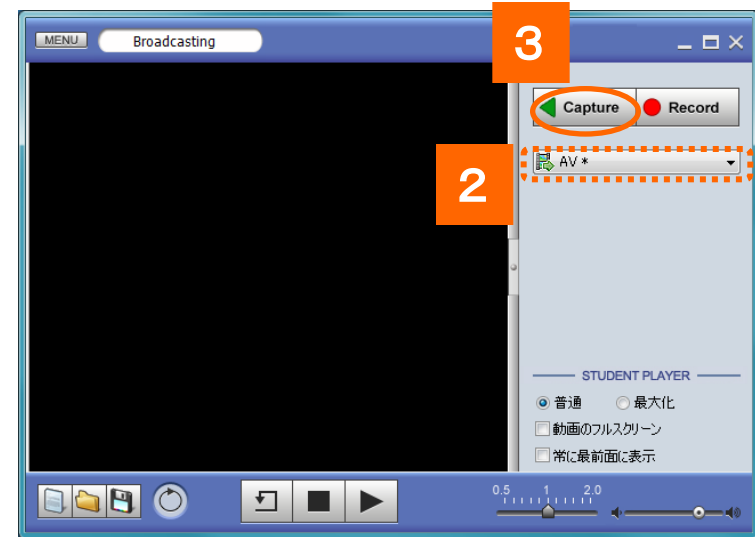 3
MENU
Broadcasting
Capture
Record
2
AV *
STUDENT PLAYER
普通
最大化
動画のフルスクリーン
常に最前面に表示
0.5 1 2.0